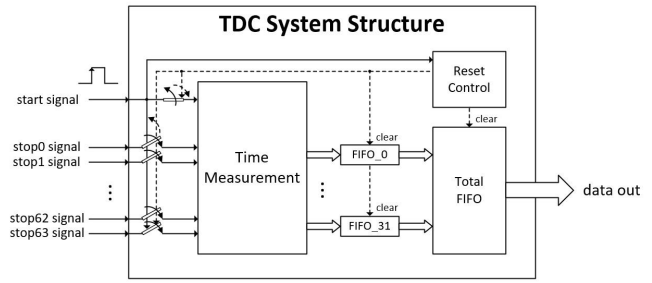 TDC System Structure
Reset
Control
start signal
clear
clear
stop0 signal
stop1 signal
Time
Measurement
FIFO_0
Total
FIFO
data out
clear
stop62 signal
stop63 signal
FIFO_31